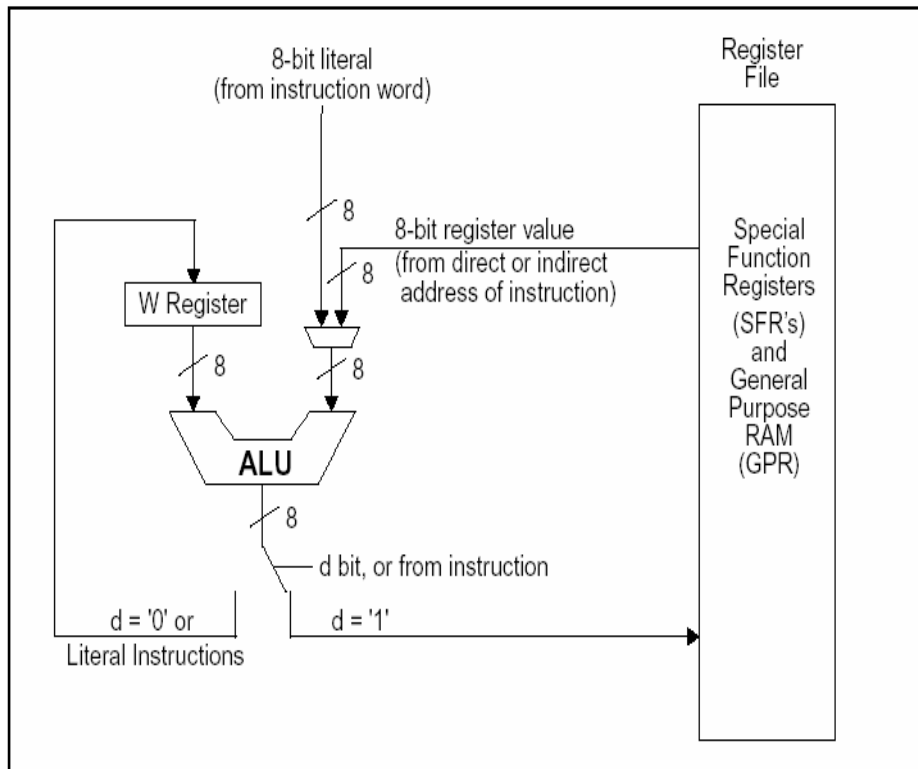 8-bit literal
(from instruction word)
Register
File
8
8-bit register value
8
(from direct or indirect
address of instruction)
W Register
8
8
ALU
8
d bit, or from instruction
d = '0' or
Literal Instructions
d = '1'
Special
Function
Registers
(SFR's)
and
General
Purpose
RAM
(GPR)